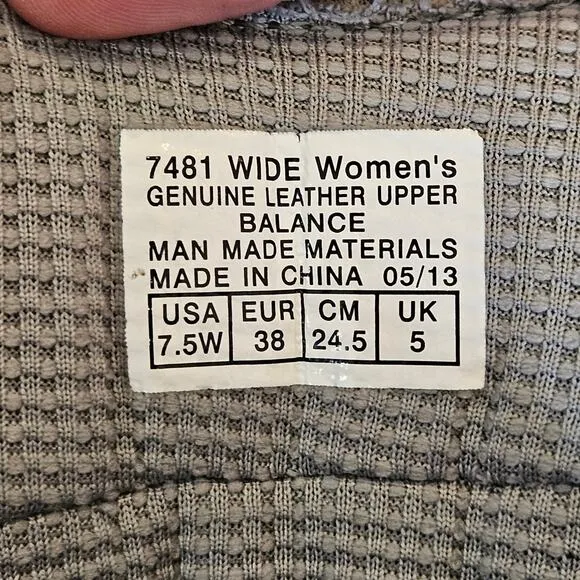 7481 WIDE Women's
GENUINE LEATHER UPPER
BALANCE
MAN MADE MATERIALS
MADE IN CHINA 05/13
USA EUR CM UK
7.5W 38 24.5 5